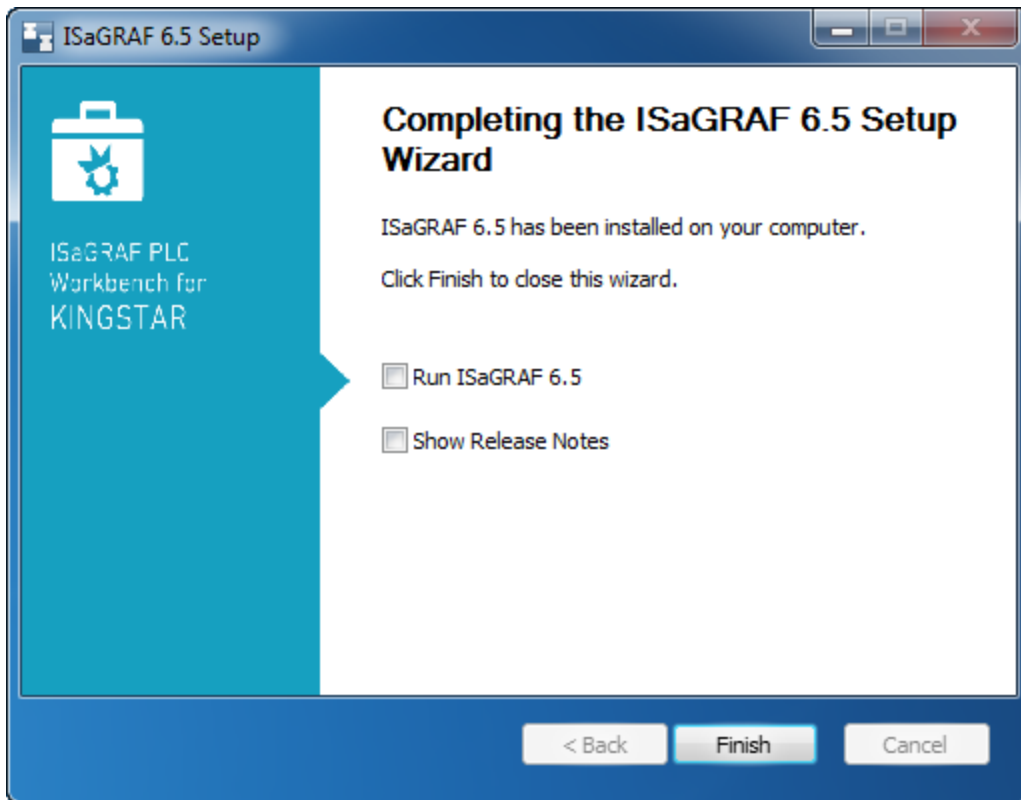 ISaGRAF 6.5 Setup
ISaGRAF PLC
Workbench for
KINGSTAR
Completing the ISaGRAF 6.5 Setup
Wizard
ISaGRAF 6.5 has been installed on your computer.
Click Finish to close this wizard.
Run ISaGRAF 6.5
Show Release Notes
< Back
Finish
Cancel